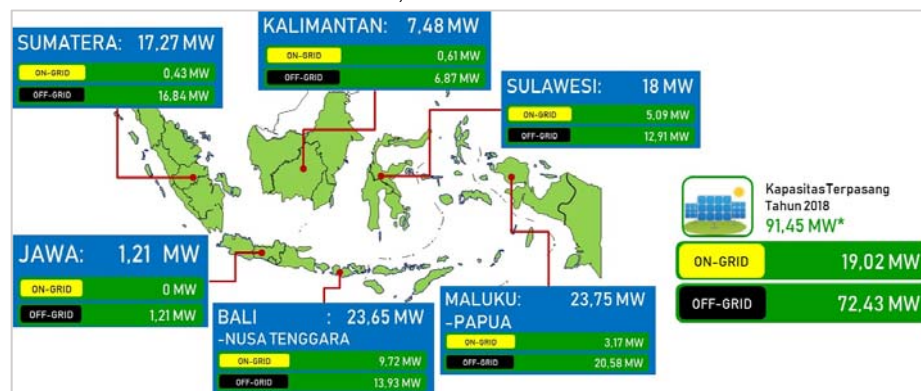 SUMATERA: 17,27 MW
ON-GRID 0,43 MW
OFF-GRID 16,84 MW
KALIMANTAN: 7,48 MW
ON-GRID 0,61 MW
OFF-GRID 6,87 MW
SULAWESI: 18 MW
ON-GRID 5,09 MW
OFF-GRID 12,91 MW
Kapasitas Terpasang
Tahun 2018
91,45 MW*
ON-GRID 19,02 MW
OFF-GRID 72,43 MW
JAWA: 1,21 MW
ON-GRID 0 MW
OFF-GRID 1,21 MW
BALI : 23,65 MW
-NUSA TENGGARA
ON-GRID 9,72 MW
OFF-GRID 13,93 MW
MALUKU: 23,75 MW
-PAPUA
ON-GRID 3,17 MW
OFF-GRID 20,58 MW